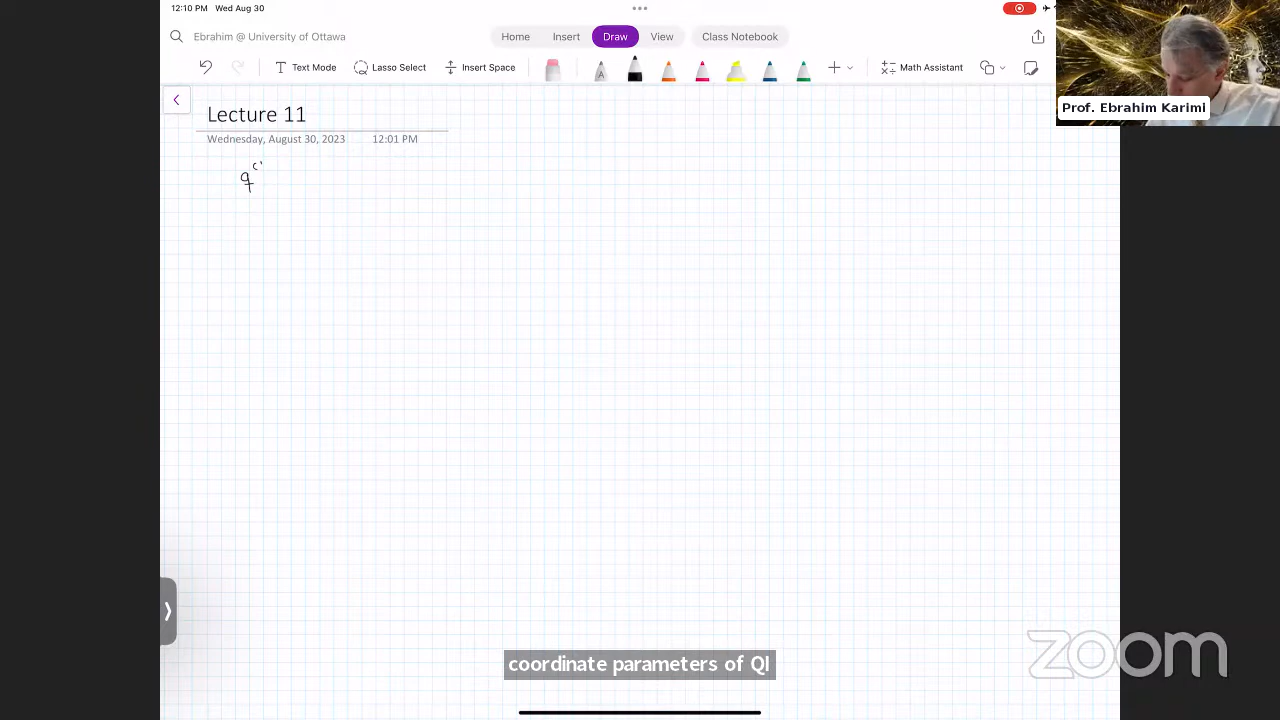 12:10 PM Wed Aug 30
Ebrahim @ University of Ottawa
Home Insert Draw View Class Notebook
Text Mode Lasso Select Insert Space A Math Assistant
Prof. Ebrahim Karimi
Lecture 11
Wednesday, August 30, 2023 12:01 PM
q
coordinate parameters of QI
zoom